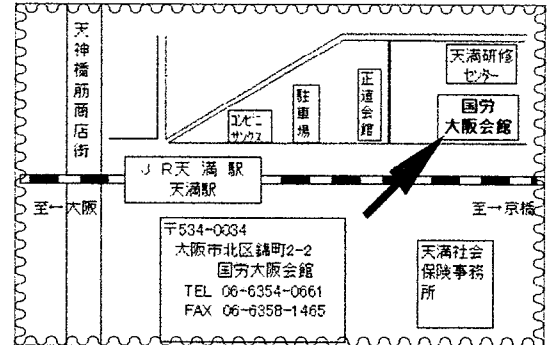 天神橋筋商店街
天満研修
センター
正道会館
駐車場
コンビニ
サンクス
国労
大阪会館
JR天満駅
天満駅
至←大阪
至→京橋
〒534-0034
大阪市北区錦町2-2
国労大阪会館
TEL 06-6354-0661
FAX 06-6358-1465
天満社会
保険事務
所